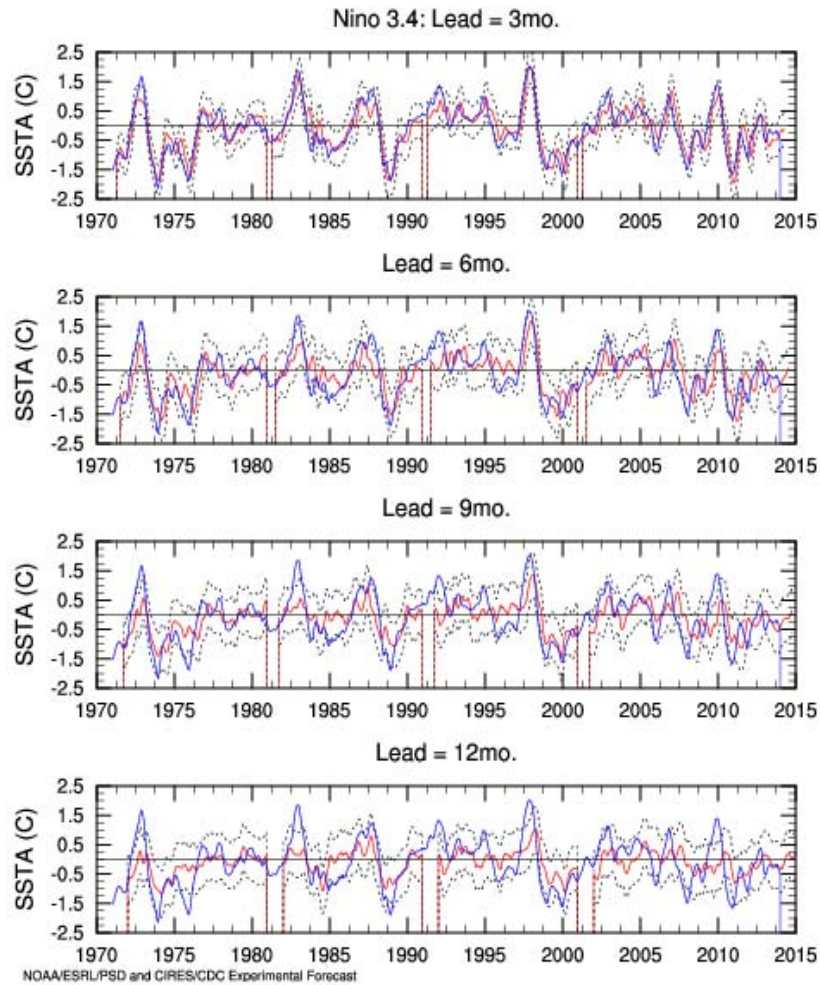 Nino 3.4: Lead = 3mo.
SSTA (C)
2.5
1.5
0.5
-0.5
-1.5
-2.5
1970 1975 1980 1985 1990 1995 2000 2005 2010 2015
Lead = 6mo.
SSTA (C)
2.5
1.5
0.5
-0.5
-1.5
-2.5
1970 1975 1980 1985 1990 1995 2000 2005 2010 2015
Lead = 9mo.
SSTA (C)
2.5
1.5
0.5
-0.5
-1.5
-2.5
1970 1975 1980 1985 1990 1995 2000 2005 2010 2015
Lead = 12mo.
SSTA (C)
2.5
1.5
0.5
-0.5
-1.5
-2.5
1970 1975 1980 1985 1990 1995 2000 2005 2010 2015
NOAA/ESRL/PSD and CIRES/CDC Experimental Forecast